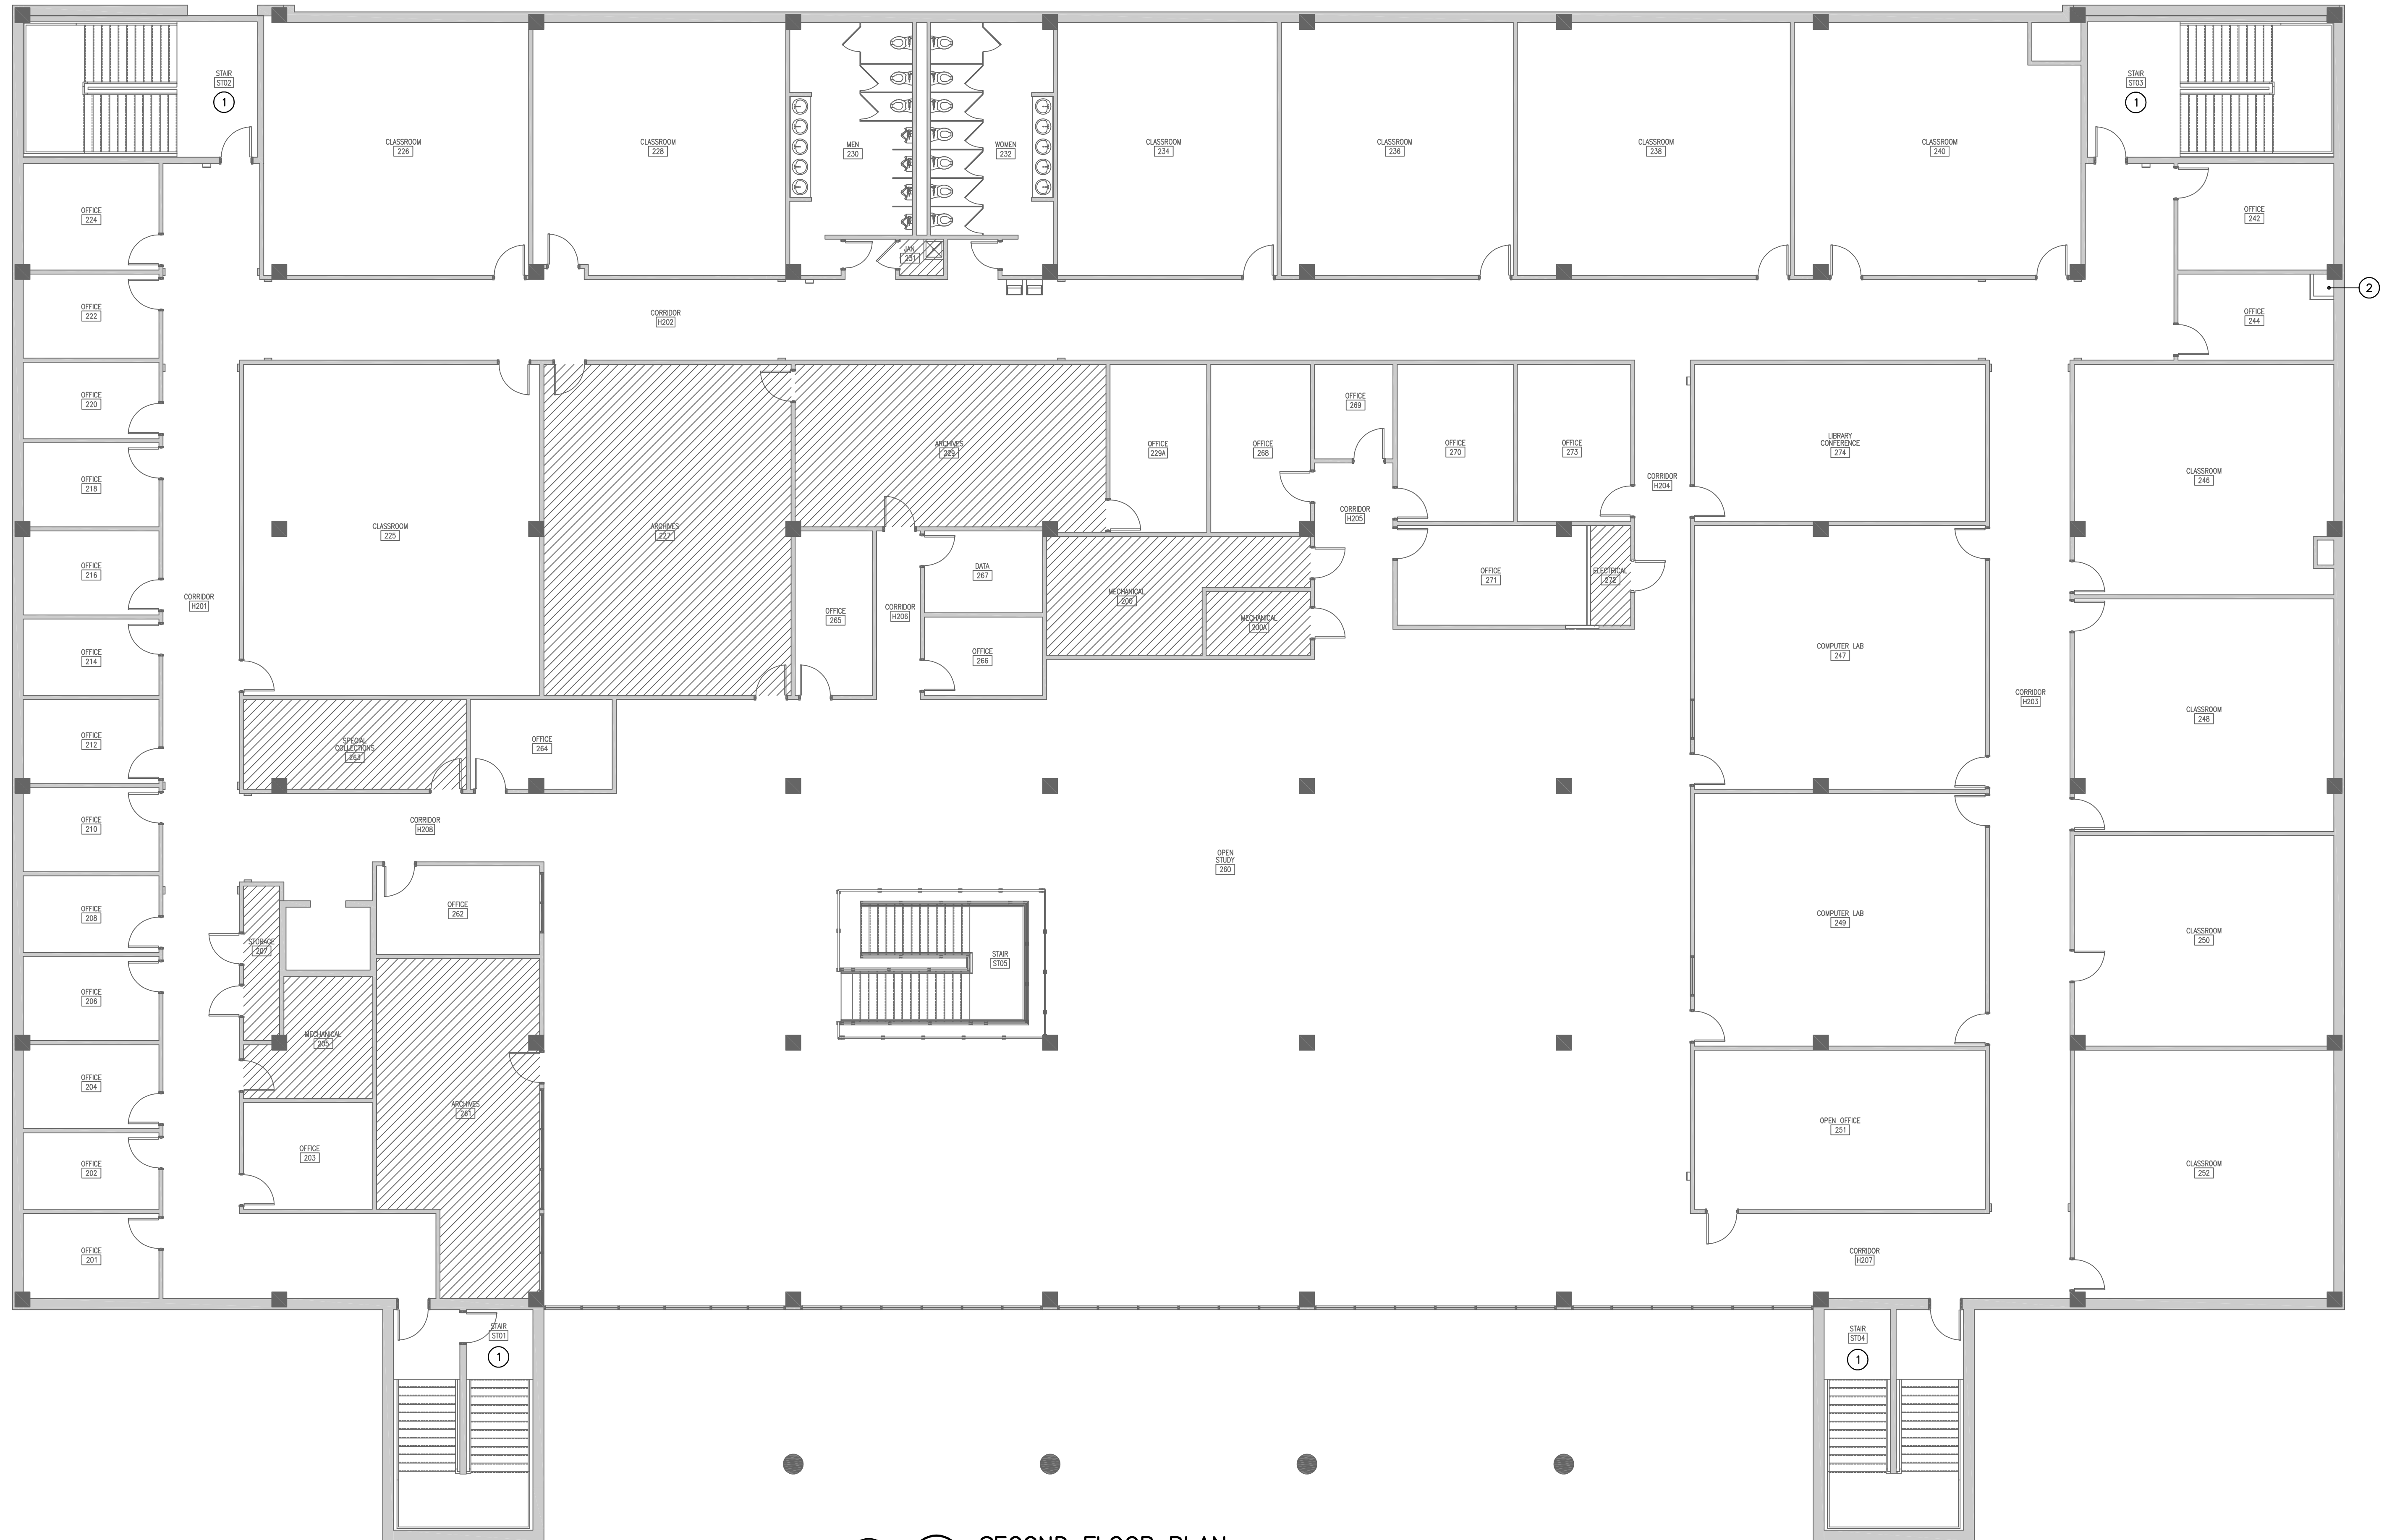 STAIR
ST02
1
CLASSROOM
226
CLASSROOM
228
MEN
230
WOMEN
232
JAN
231
CLASSROOM
234
CLASSROOM
236
CLASSROOM
238
CLASSROOM
240
STAIR
ST03
1
OFFICE
224
OFFICE
242
OFFICE
222
CORRIDOR
H202
OFFICE
244
2
OFFICE
220
OFFICE
218
OFFICE
216
CORRIDOR
H201
OFFICE
214
OFFICE
212
OFFICE
210
OFFICE
208
OFFICE
206
OFFICE
204
OFFICE
202
OFFICE
201
CLASSROOM
225
ARCHIVES
227
ARCHIVES
229
OFFICE
229A
OFFICE
268
OFFICE
269
OFFICE
270
OFFICE
273
CORRIDOR
H204
CORRIDOR
H205
LIBRARY
CONFERENCE
274
CLASSROOM
246
OFFICE
265
CORRIDOR
H206
DATA
267
OFFICE
266
MECHANICAL
200
MECHANICAL
200A
OFFICE
271
ELECTRICAL
272
COMPUTER LAB
247
CORRIDOR
H203
CLASSROOM
248
SPECIAL
COLLECTIONS
263
OFFICE
264
CORRIDOR
H208
OPEN
STUDY
260
OFFICE
262
STORAGE
207
MECHANICAL
205
ARCHIVES
261
OFFICE
203
STAIR
ST05
COMPUTER LAB
249
CLASSROOM
250
OPEN OFFICE
251
CLASSROOM
252
CORRIDOR
H207
STAIR
ST01
1
STAIR
ST04
1
SECOND FLOOR PLAN